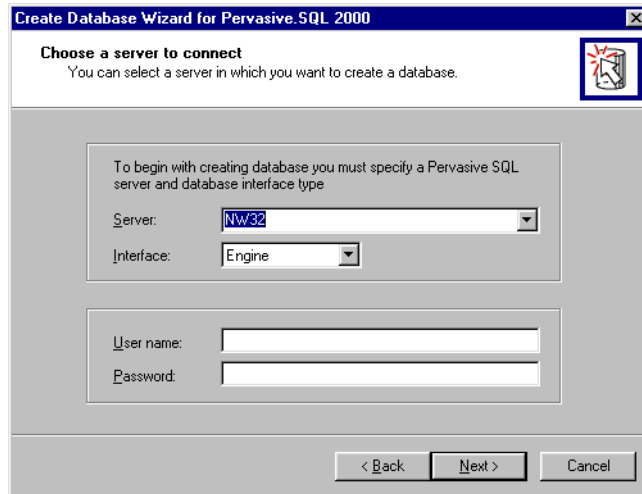 Create Database Wizard for Pervasive.SQL 2000
Choose a server to connect
You can select a server in which you want to create a database.
To begin with creating database you must specify a Pervasive SQL
server and database interface type
Server: NW32
Interface: Engine
User name:
Password:
< Back Next > Cancel